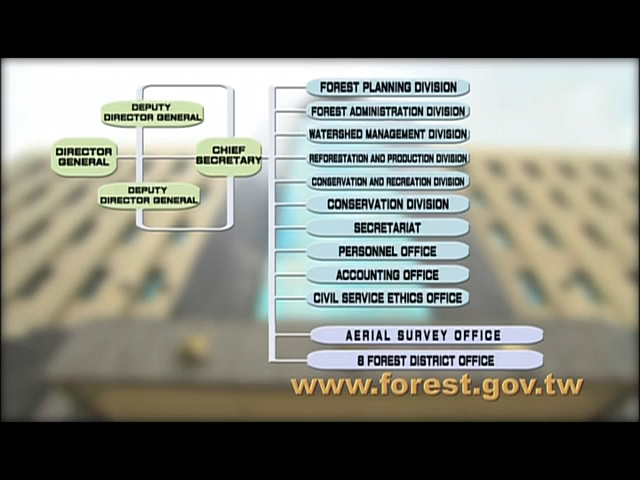 DEPUTY
DIRECTOR GENERAL
DIRECTOR
GENERAL
CHIEF
SECRETARY
DEPUTY
DIRECTOR GENERAL
FOREST PLANNING DIVISION
FOREST ADMINISTRATION DIVISION
WATERSHED MANAGEMENT DIVISION
REFORESTATION AND PRODUCTION DIVISION
CONSERVATION AND RECREATION DIVISION
CONSERVATION DIVISION
SECRETARIAT
PERSONNEL OFFICE
ACCOUNTING OFFICE
CIVIL SERVICE ETHICS OFFICE
AERIAL SURVEY OFFICE
8 FOREST DISTRICT OFFICE
www.forest.gov.tw